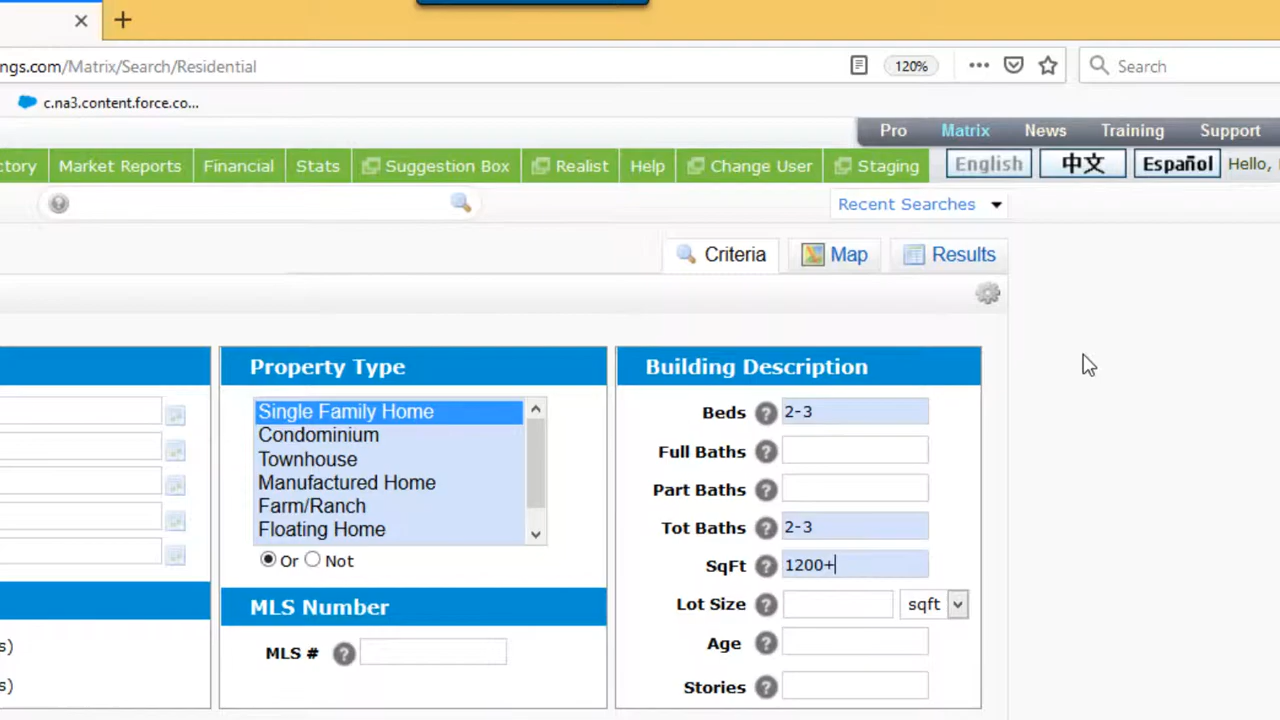 ngs.com/Matrix/Search/Residential
120%
Search
c.na3.content.force.co...
Pro
Matrix
News
Training
Support
ctory
Market Reports
Financial
Stats
Suggestion Box
Realist
Help
Change User
Staging
English
中文
Español
Hello,
Recent Searches
Criteria
Map
Results
Property Type
Single Family Home
Condominium
Townhouse
Manufactured Home
Farm/Ranch
Floating Home
Or
Not
MLS Number
MLS #
Building Description
Beds
2-3
Full Baths
Part Baths
Tot Baths
2-3
SqFt
1200+
Lot Size
sqft
Age
Stories
s)
s)